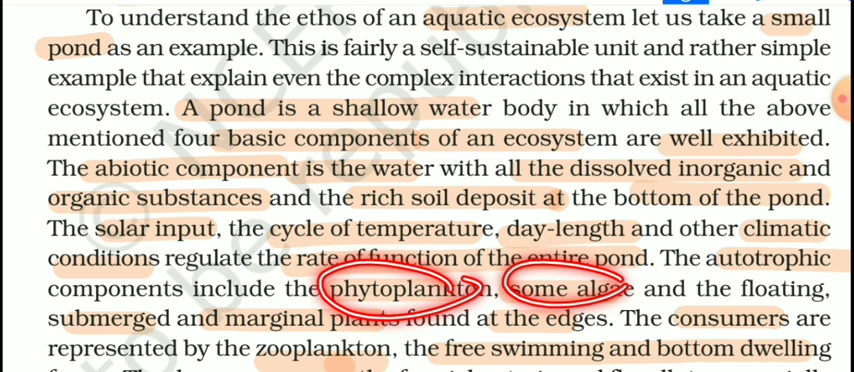 To understand the ethos of an aquatic ecosystem let us take a small
pond as an example. This is fairly a self-sustainable unit and rather simple
example that explain even the complex interactions that exist in an aquatic
ecosystem. A pond is a shallow water body in which all the above
mentioned four basic components of an ecosystem are well exhibited.
The abiotic component is the water with all the dissolved inorganic and
organic substances and the rich soil deposit at the bottom of the pond.
The solar input, the cycle of temperature, day-length and other climatic
conditions regulate the rate of function of the entire pond. The autotrophic
components include the phytoplankton, some algae and the floating,
submerged and marginal plants found at the edges. The consumers are
represented by the zooplankton, the free swimming and bottom dwelling